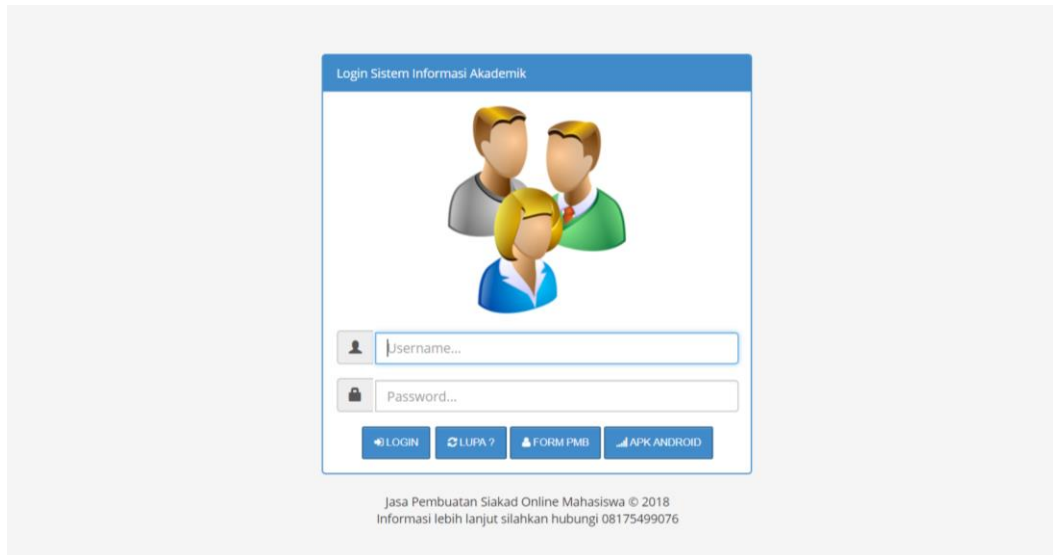 Login Sistem Informasi Akademik
Username...
Password...
LOGIN LUPA ? FORM PMB APK ANDROID
Jasa Pembuatan Siakad Online Mahasiswa © 2018
Informasi lebih lanjut silahkan hubungi 08175499076